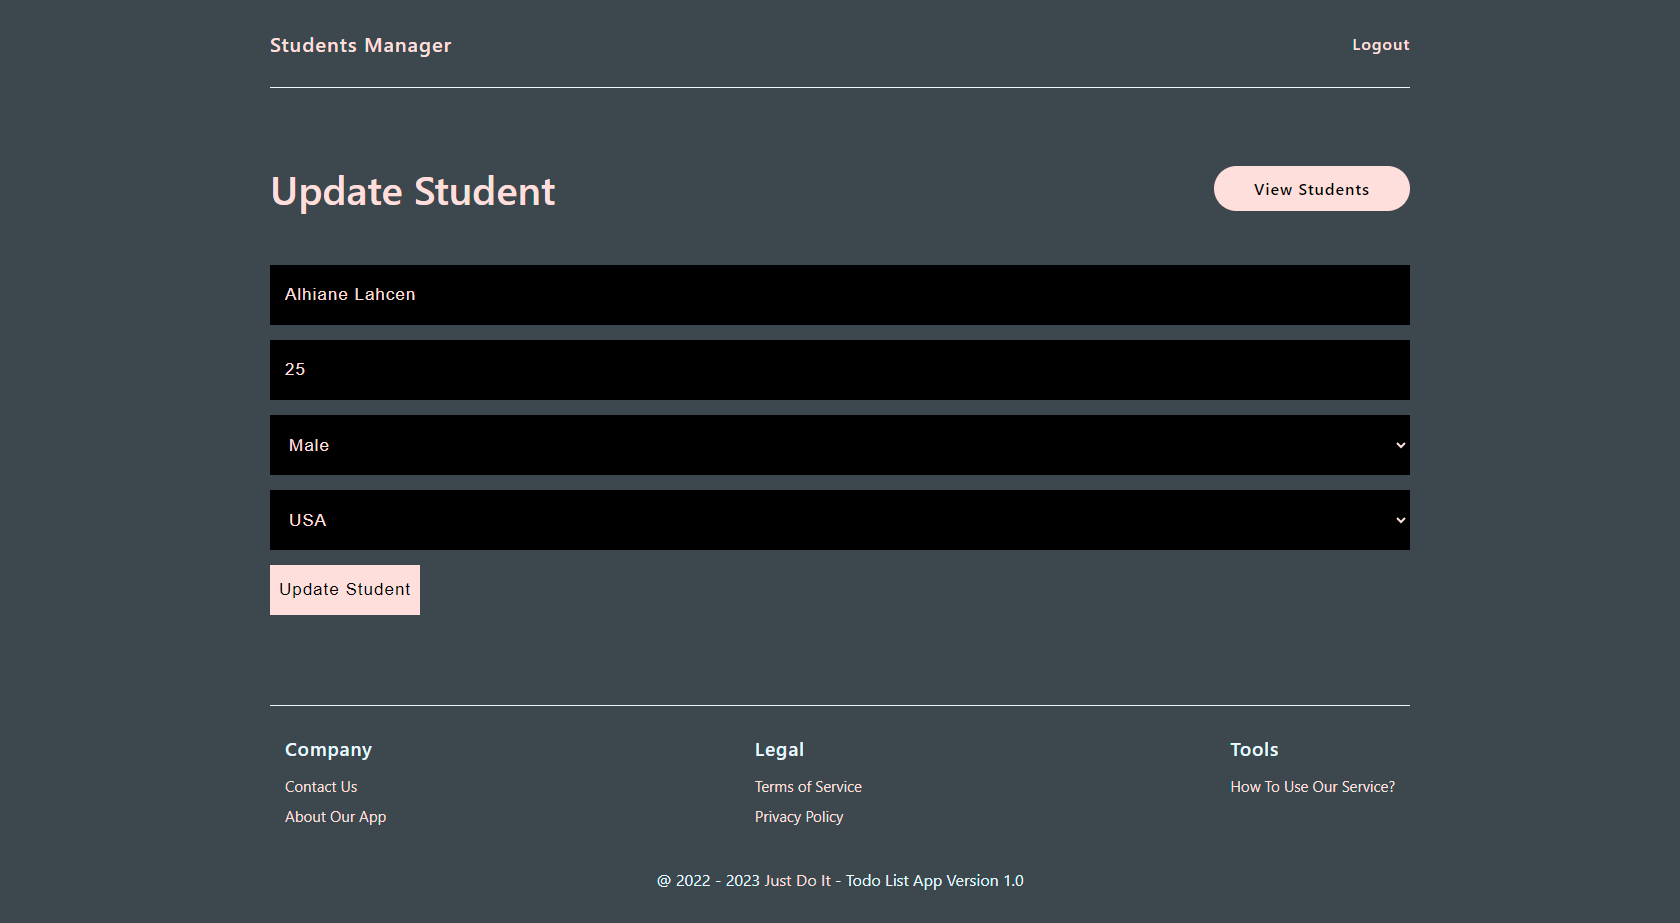 Students Manager
Logout
Update Student
View Students
Alhiane Lahcen
25
Male
USA
Update Student
Company
Contact Us
About Our App
Legal
Terms of Service
Privacy Policy
Tools
How To Use Our Service?
@ 2022 - 2023 Just Do It - Todo List App Version 1.0